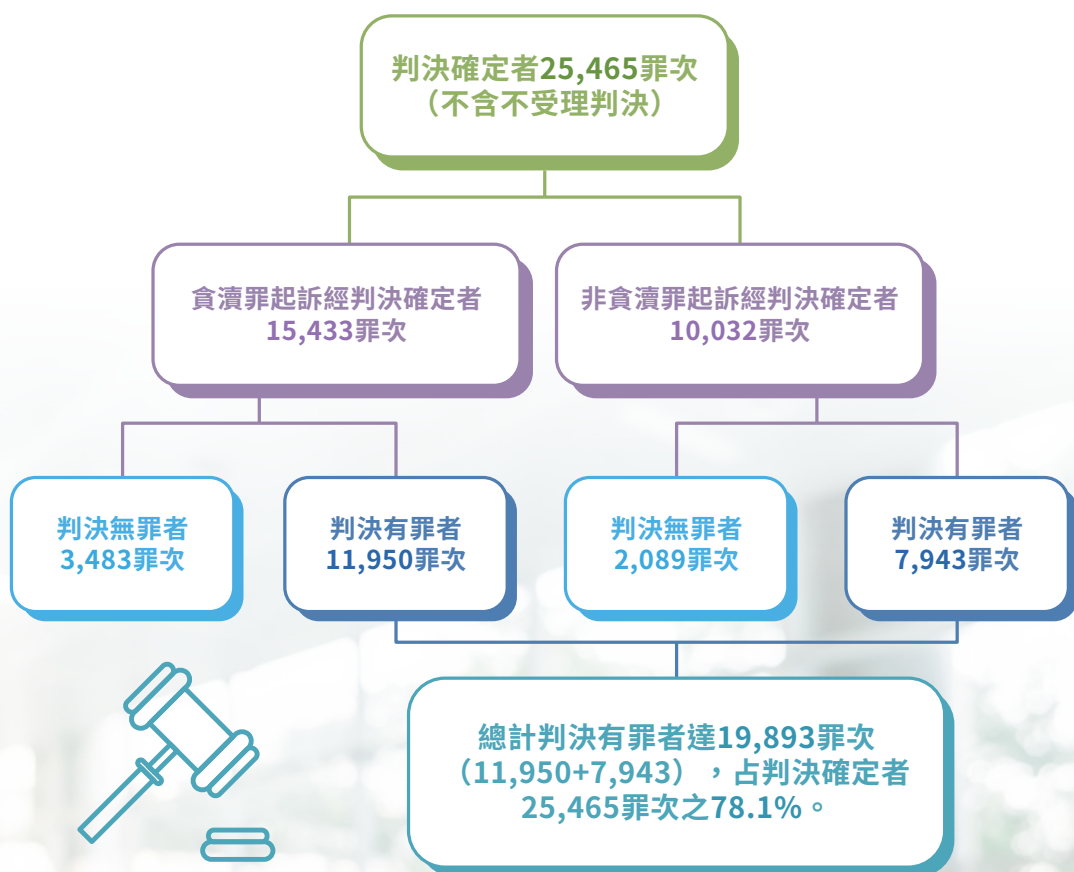 判決確定者25,465罪次
（不含不受理判決）
貪瀆罪起訴經判決確定者
15,433罪次
非貪瀆罪起訴經判決確定者
10,032罪次
判決無罪者
3,483罪次
判決有罪者
11,950罪次
判決無罪者
2,089罪次
判決有罪者
7,943罪次
總計判決有罪者達19,893罪次
（11,950+7,943），占判決確定者
25,465罪次之78.1%。